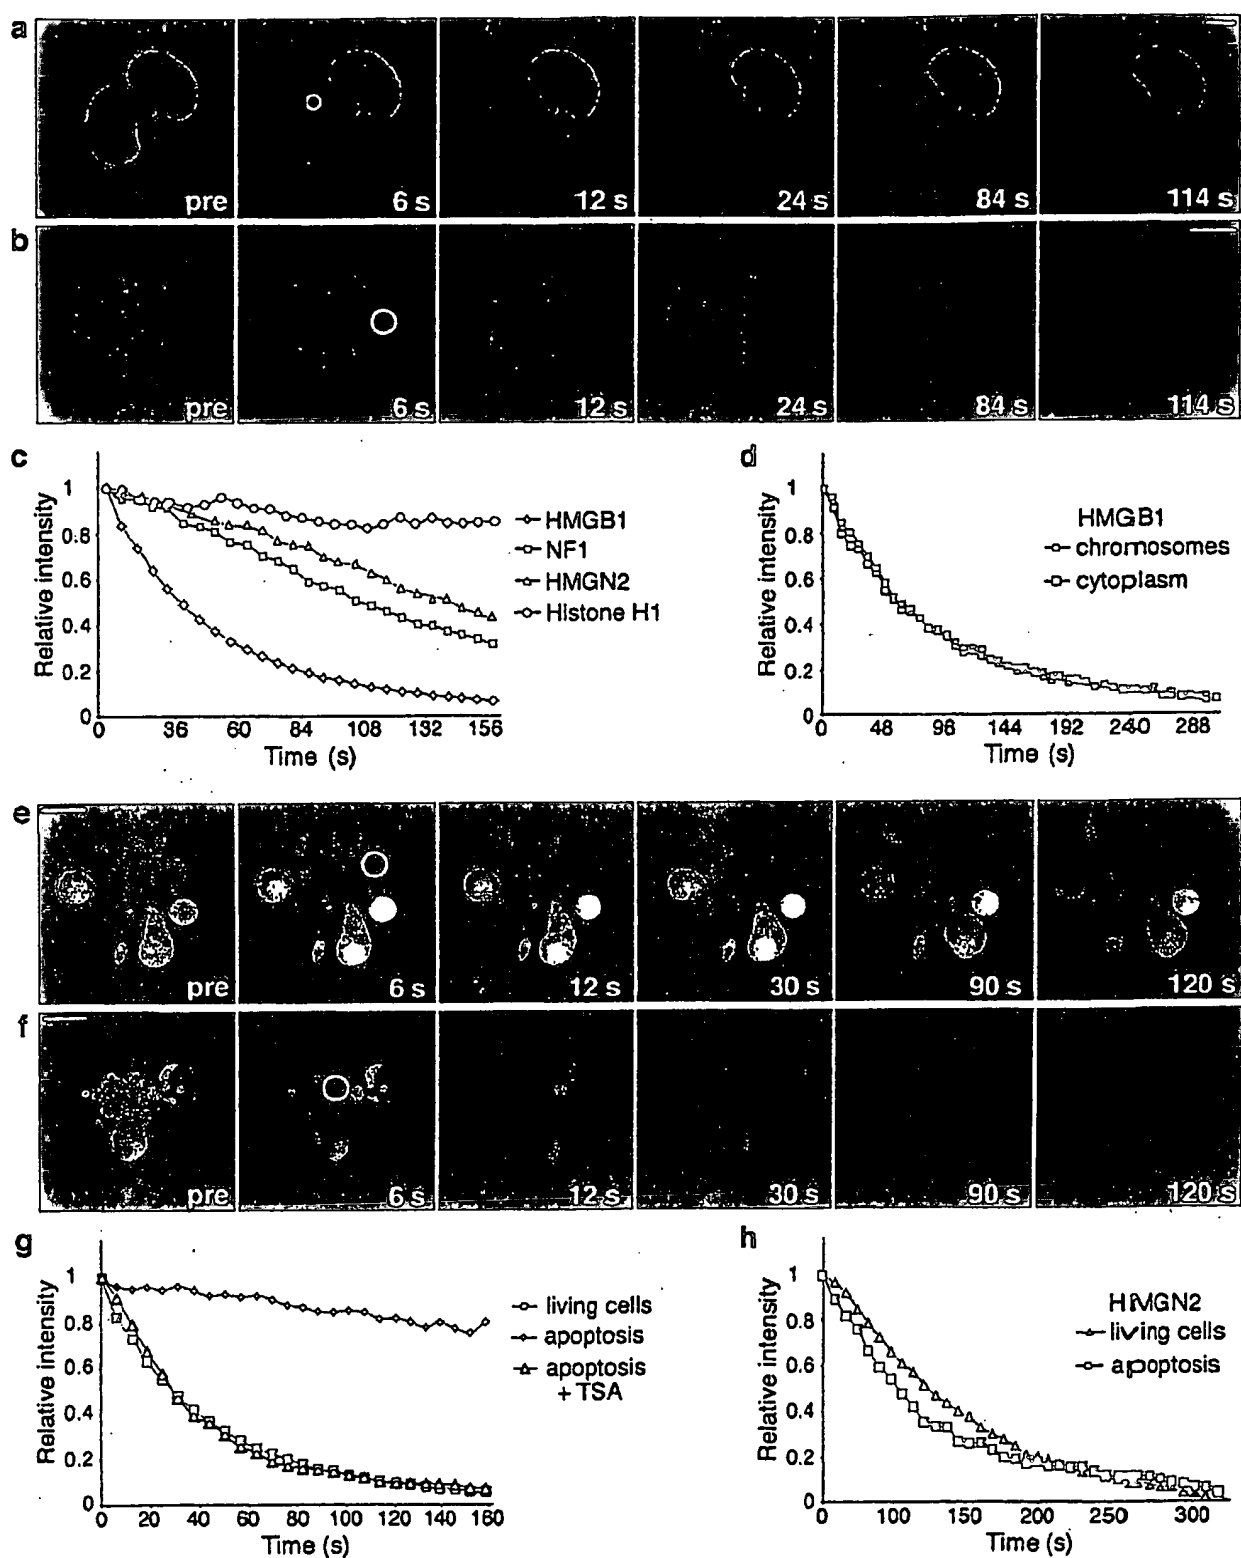 a
pre
6 s
12 s
24 s
84 s
114 s
b
pre
6 s
12 s
24 s
84 s
114 s
c
Relative intensity
1
0.8
0.6
0.4
0.2
0
0 36 60 84 108 132 156
Time (s)
HMGB1
NF1
HMGN2
Histone H1
d
Relative intensity
1
0.8
0.6
0.4
0.2
0
0 48 96 144 192 240 288
Time (s)
HMGB1
chromosomes
cytoplasm
e
pre
6 s
12 s
30 s
90 s
120 s
f
pre
6 s
12 s
30 s
90 s
120 s
g
Relative intensity
1
0.8
0.6
0.4
0.2
0
0 20 40 60 80 100 120 140 160
Time (s)
living cells
apoptosis
apoptosis
+ TSA
h
Relative intensity
1
0.8
0.6
0.4
0.2
0
0 100 150 200 250 300
Time (s)
HMGN2
living cells
apoptosis